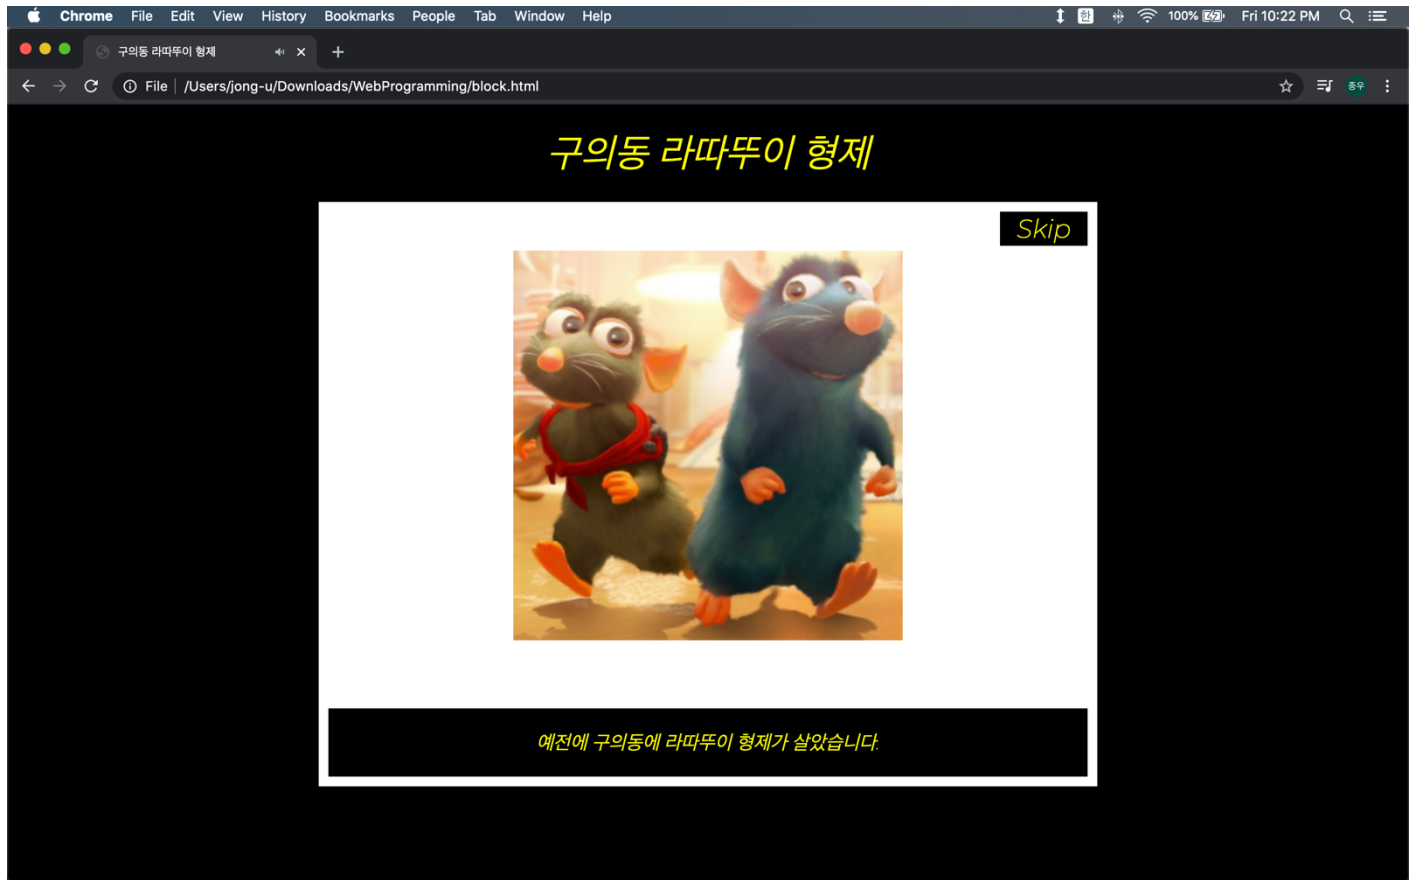 Chrome File Edit View History Bookmarks People Tab Window Help 한 100% Fri 10:22 PM
구의동 라따뚜이 형제
File /Users/jong-u/Downloads/WebProgramming/block.html 종우
구의동 라따뚜이 형제
Skip
예전에 구의동에 라따뚜이 형제가 살았습니다.